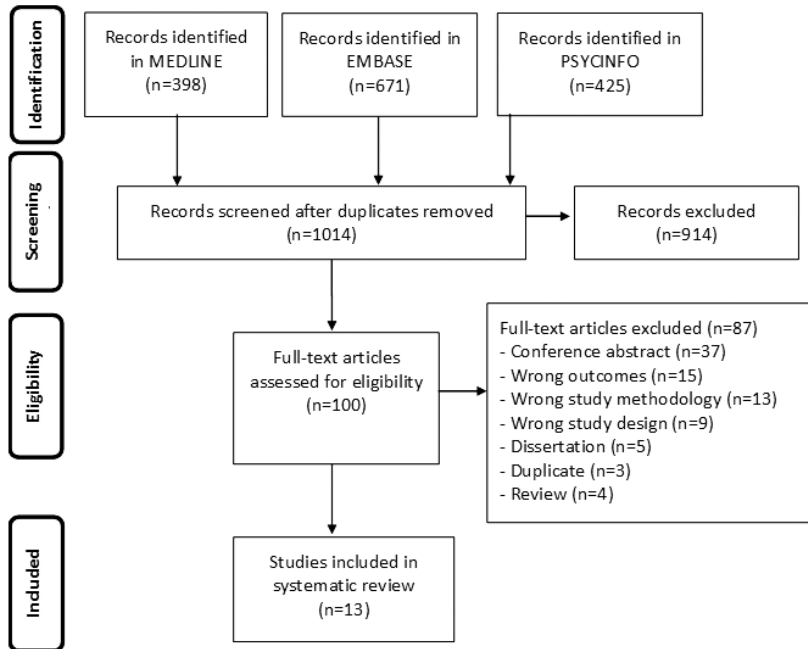 Identification
Records identified
in MEDLINE
(n=398)
Records identified in
EMBASE
(n=671)
Records identified in
PSYCINFO
(n=425)
Screening
Records screened after duplicates removed
(n=1014)
Records excluded
(n=914)
Eligibility
Full-text articles
assessed for eligibility
(n=100)
Full-text articles excluded (n=87)
- Conference abstract (n=37)
- Wrong outcomes (n=15)
- Wrong study methodology (n=13)
- Wrong study design (n=9)
- Dissertation (n=5)
- Duplicate (n=3)
- Review (n=4)
Included
Studies included in
systematic review
(n=13)